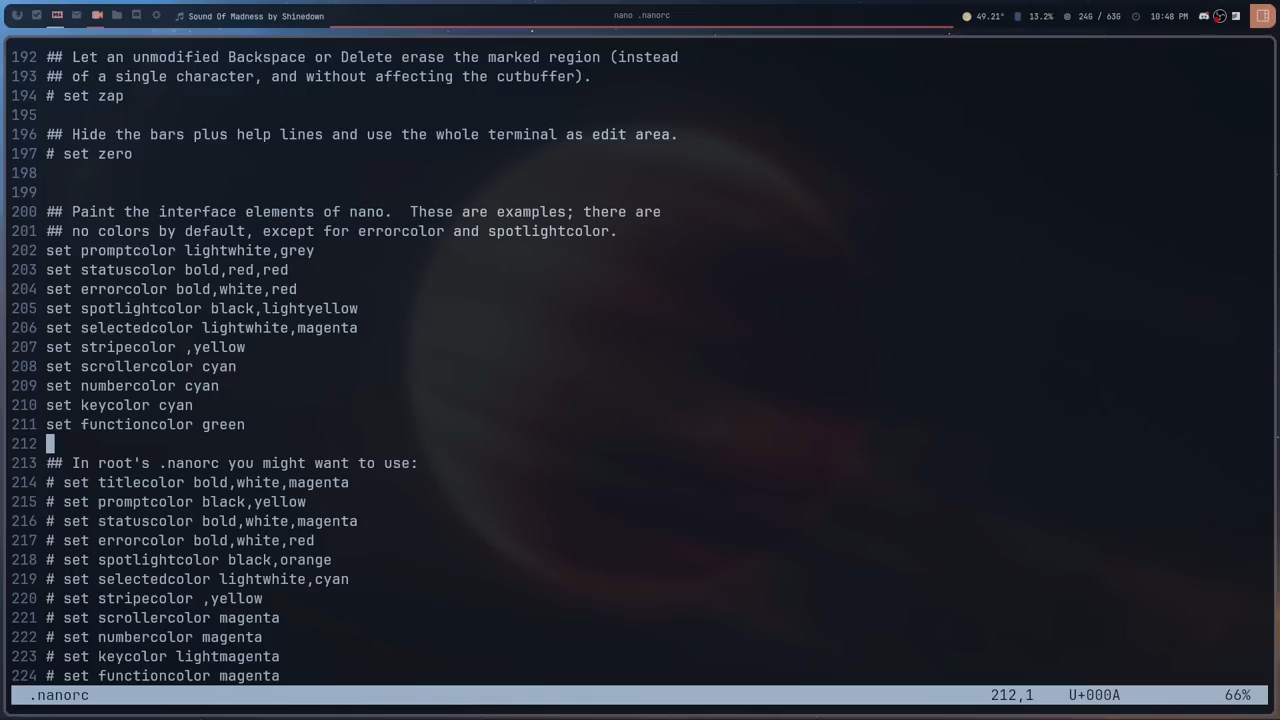 Sound Of Madness by Shinedown
nano .nanorc
49.21° 13.2% 24G / 63G 10:48 PM
192 ## Let an unmodified Backspace or Delete erase the marked region (instead
193 ## of a single character, and without affecting the cutbuffer).
194 # set zap
195
196 ## Hide the bars plus help lines and use the whole terminal as edit area.
197 # set zero
198
199
200 ## Paint the interface elements of nano.  These are examples; there are
201 ## no colors by default, except for errorcolor and spotlightcolor.
202 set promptcolor lightwhite,grey
203 set statuscolor bold,red,red
204 set errorcolor bold,white,red
205 set spotlightcolor black,lightyellow
206 set selectedcolor lightwhite,magenta
207 set stripecolor ,yellow
208 set scrollercolor cyan
209 set numbercolor cyan
210 set keycolor cyan
211 set functioncolor green
212
213 ## In root's .nanorc you might want to use:
214 # set titlecolor bold,white,magenta
215 # set promptcolor black,yellow
216 # set statuscolor bold,white,magenta
217 # set errorcolor bold,white,red
218 # set spotlightcolor black,orange
219 # set selectedcolor lightwhite,cyan
220 # set stripecolor ,yellow
221 # set scrollercolor magenta
222 # set numbercolor magenta
223 # set keycolor lightmagenta
224 # set functioncolor magenta
.nanorc 212,1 U+000A 66%